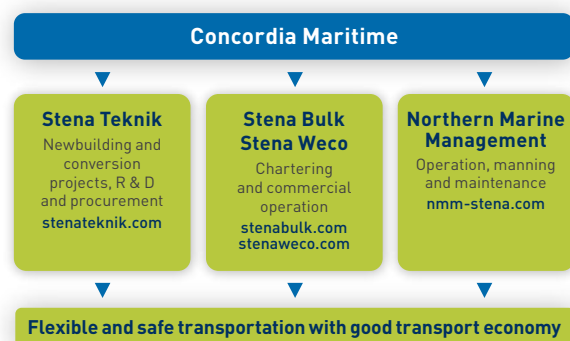 Concordia Maritime
Stena Teknik
Newbuilding and
conversion
projects, R & D
and procurement
stenateknik.com
Stena Bulk
Stena Weco
Chartering
and commercial
operation
stenabulk.com
stenaweco.com
Northern Marine
Management
Operation, manning
and maintenance
nmm-stena.com
Flexible and safe transportation with good transport economy